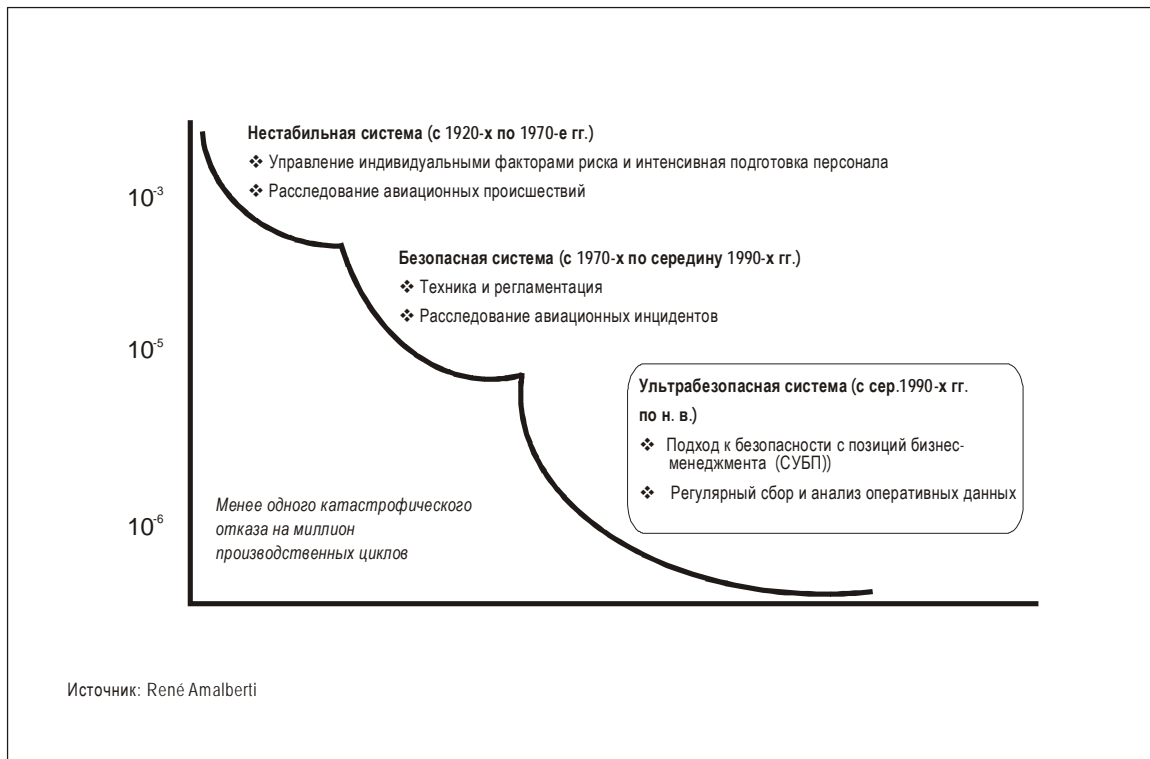 Нестабильная система (с 1920-х по 1970-е гг.)
❖ Управление индивидуальными факторами риска и интенсивная подготовка персонала
❖ Расследование авиационных происшествий
10⁻³
Безопасная система (с 1970-х по середину 1990-х гг.)
❖ Техника и регламентация
❖ Расследование авиационных инцидентов
10⁻⁵
Ультрабезопасная система (с сер.1990-х гг.
по н. в.)
❖ Подход к безопасности с позиций бизнес-
менеджмента (СУБП))
❖ Регулярный сбор и анализ оперативных данных
10⁻⁶
Менее одного катастрофического
отказа на миллион
производственных циклов
Источник: René Amalberti